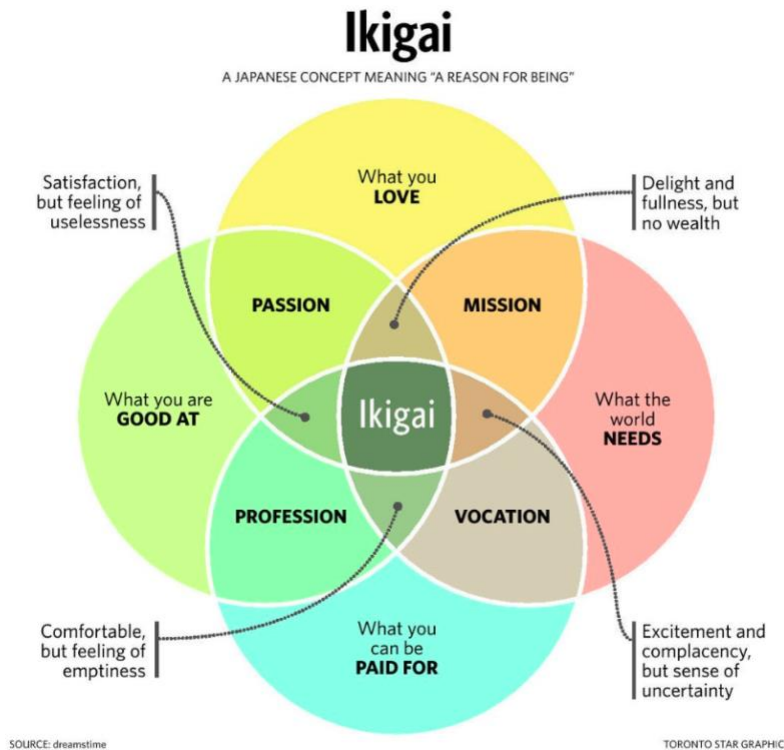 Ikigai
A JAPANESE CONCEPT MEANING “A REASON FOR BEING”
Satisfaction,
but feeling of
uselessness
What you
LOVE
Delight and
fullness, but
no wealth
PASSION
MISSION
What you are
GOOD AT
Ikigai
What the
world
NEEDS
PROFESSION
VOCATION
Comfortable,
but feeling of
emptiness
What you
can be
PAID FOR
Excitement and
complacency,
but sense of
uncertainty
SOURCE: dreamstime
TORONTO STAR GRAPHIC